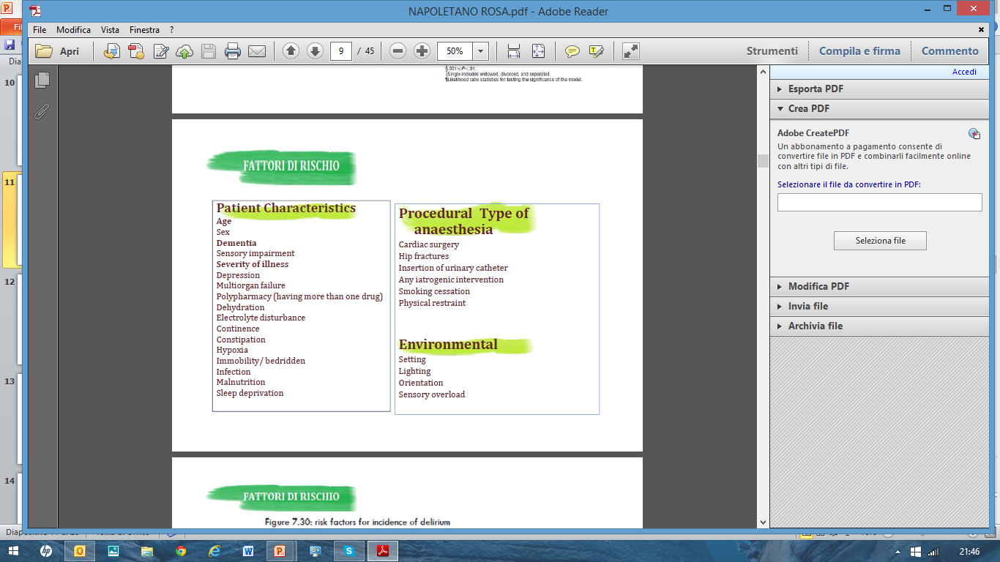 NAPOLETANO ROSA.pdf - Adobe Reader
File Modifica Vista Finestra ?
Apri 9 / 45 50% Strumenti Compila e firma Commento
Accedi
Esporta PDF
Crea PDF
Adobe CreatePDF
Un abbonamento a pagamento consente di
convertire file in PDF e combinarli facilmente online
con altri tipi di file.
Selezionare il file da convertire in PDF:
Seleziona file
Modifica PDF
Invia file
Archivia file
10
11
12
13
14
§.001≤P<.01.
Single includes widowed, divorced, and separated.
¶Likelihood ratio statistics for testing the significance of the model.
FATTORI DI RISCHIO
Patient Characteristics
Age
Sex
Dementia
Sensory impairment
Severity of illness
Depression
Multiorgan failure
Polypharmacy (having more than one drug)
Dehydration
Electrolyte disturbance
Continence
Constipation
Hypoxia
Immobility/ bedridden
Infection
Malnutrition
Sleep deprivation
Procedural Type of
anaesthesia
Cardiac surgery
Hip fractures
Insertion of urinary catheter
Any iatrogenic intervention
Smoking cessation
Physical restraint
Environmental
Setting
Lighting
Orientation
Sensory overload
FATTORI DI RISCHIO
Figure 7.30: risk factors for incidence of delirium
21:46